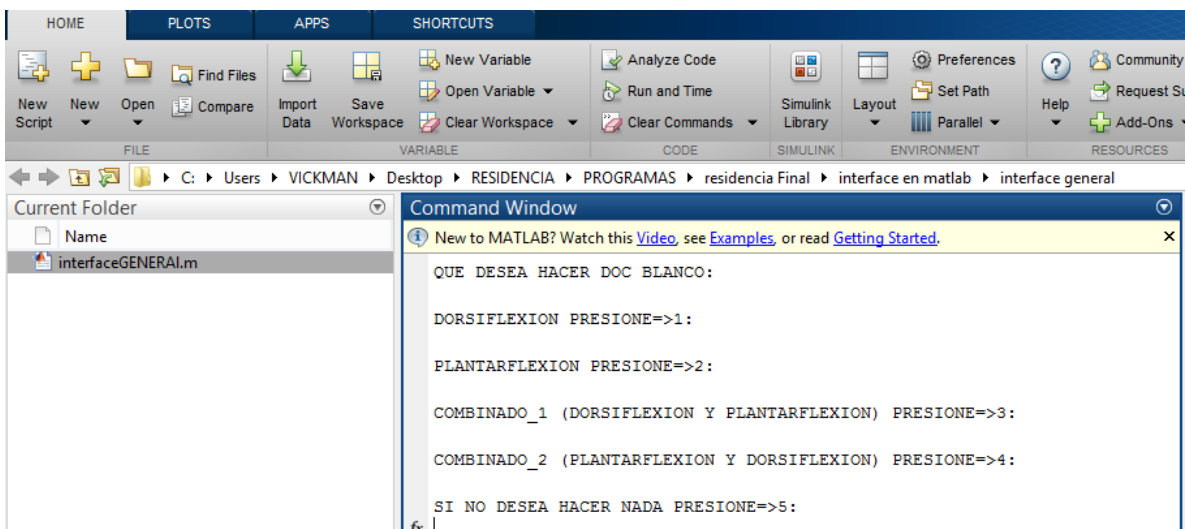 HOME PLOTS APPS SHORTCUTS
New Script
New
Open
Find Files
Compare
FILE
Import Data
Save Workspace
New Variable
Open Variable
Clear Workspace
VARIABLE
Analyze Code
Run and Time
Clear Commands
CODE
Simulink Library
SIMULINK
Layout
Preferences
Set Path
Parallel
ENVIRONMENT
Help
Community
Request Su
Add-Ons
RESOURCES
C: Users VICKMAN Desktop RESIDENCIA PROGRAMAS residencia Final interface en matlab interface general
Current Folder
Name
interfaceGENERAl.m
Command Window
New to MATLAB? Watch this Video, see Examples, or read Getting Started.
QUE DESEA HACER DOC BLANCO:
DORSIFLEXION PRESIONE=>1:
PLANTARFLEXION PRESIONE=>2:
COMBINADO_1 (DORSIFLEXION Y PLANTARFLEXION) PRESIONE=>3:
COMBINADO_2 (PLANTARFLEXION Y DORSIFLEXION) PRESIONE=>4:
SI NO DESEA HACER NADA PRESIONE=>5:
fx